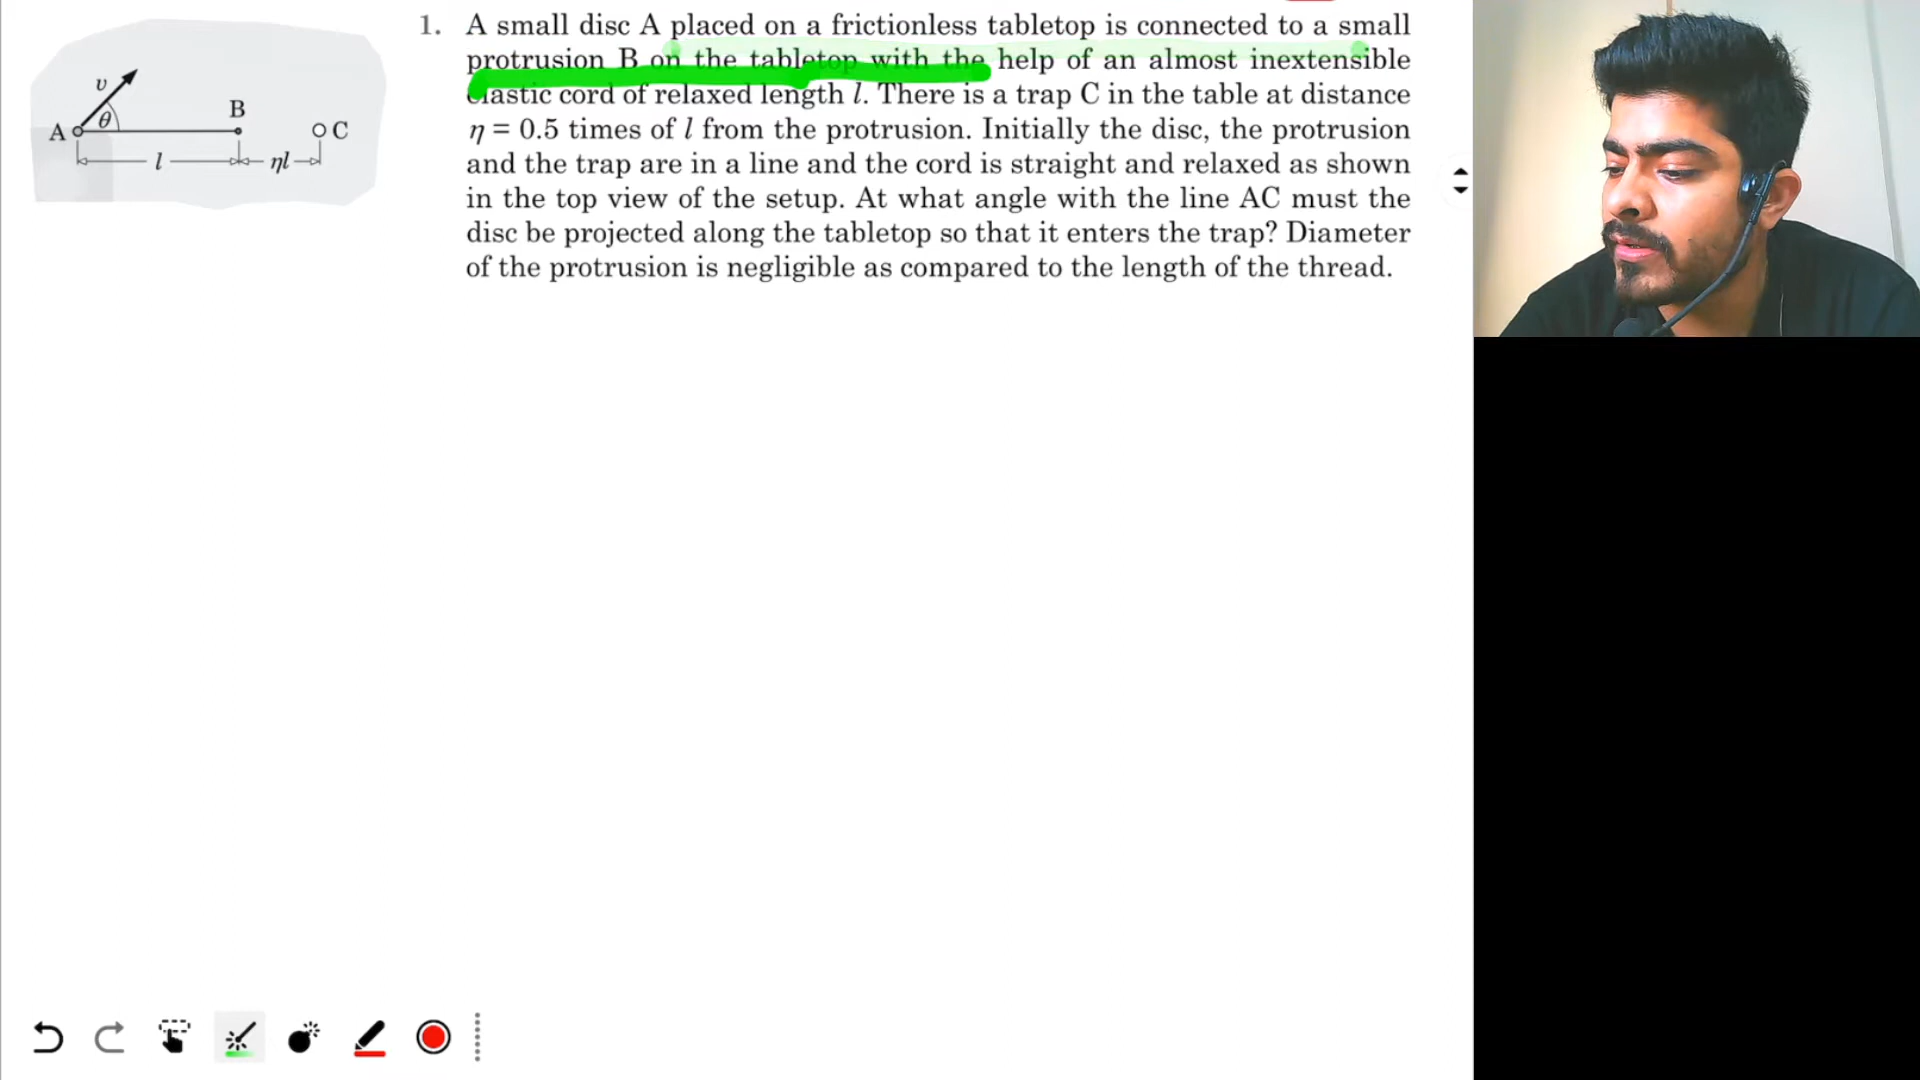 1. A small disc A placed on a frictionless tabletop is connected to a small
protrusion B on the tabletop with the help of an almost inextensible
elastic cord of relaxed length l. There is a trap C in the table at distance
η = 0.5 times of l from the protrusion. Initially the disc, the protrusion
and the trap are in a line and the cord is straight and relaxed as shown
in the top view of the setup. At what angle with the line AC must the
disc be projected along the tabletop so that it enters the trap? Diameter
of the protrusion is negligible as compared to the length of the thread.
υ
θ
A
B
C
l
ηl